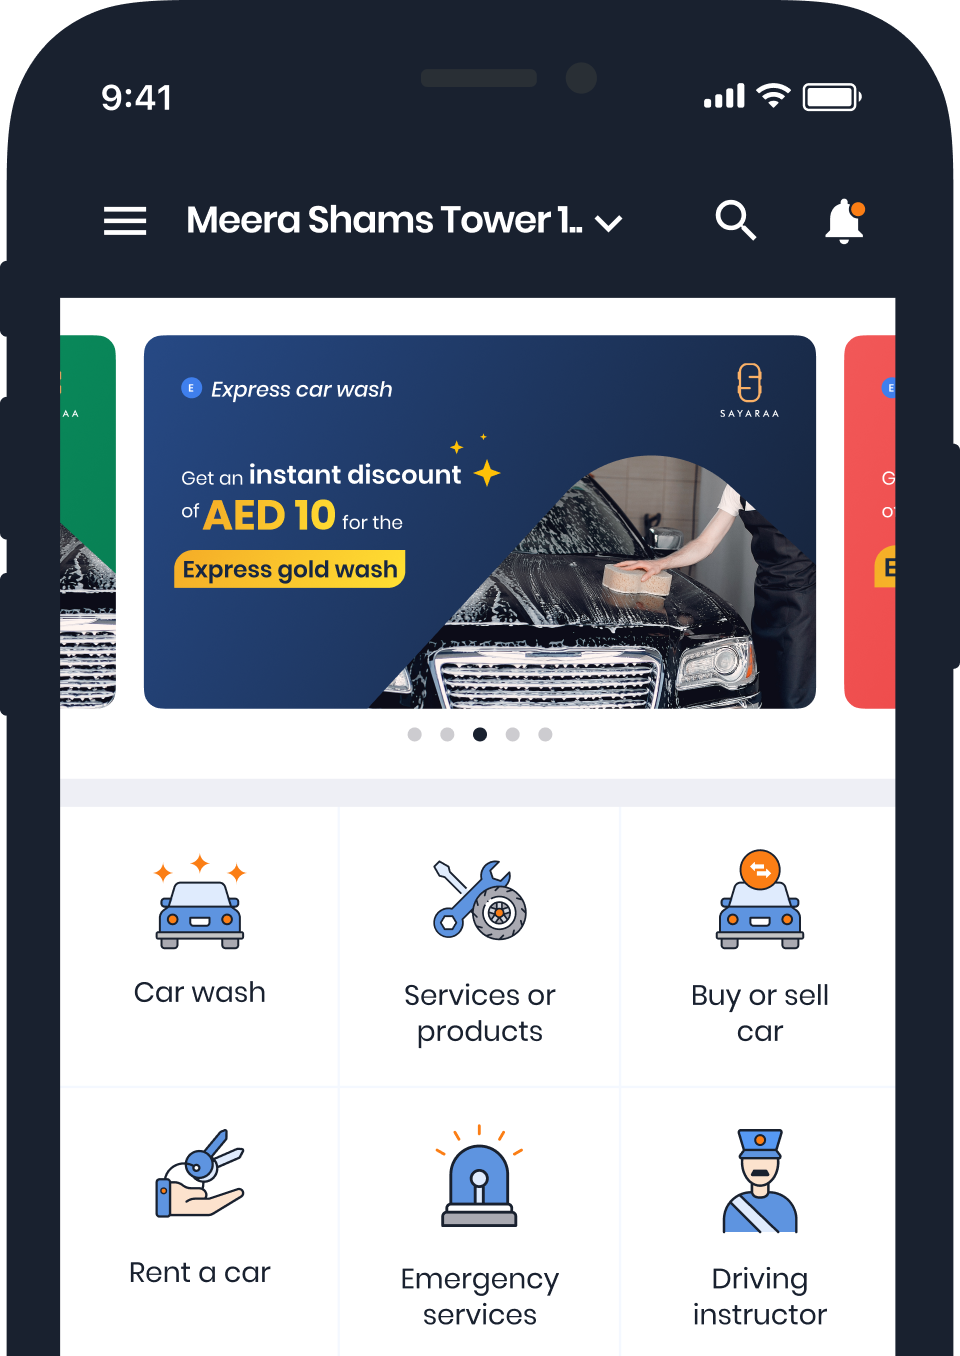 9:41
Meera Shams Tower 1..
AA
E Express car wash
SAYARAA
Get an instant discount
of AED 10 for the
Express gold wash
E
G
E
Car wash
Services or
products
Buy or sell
car
Rent a car
Emergency
services
Driving
instructor